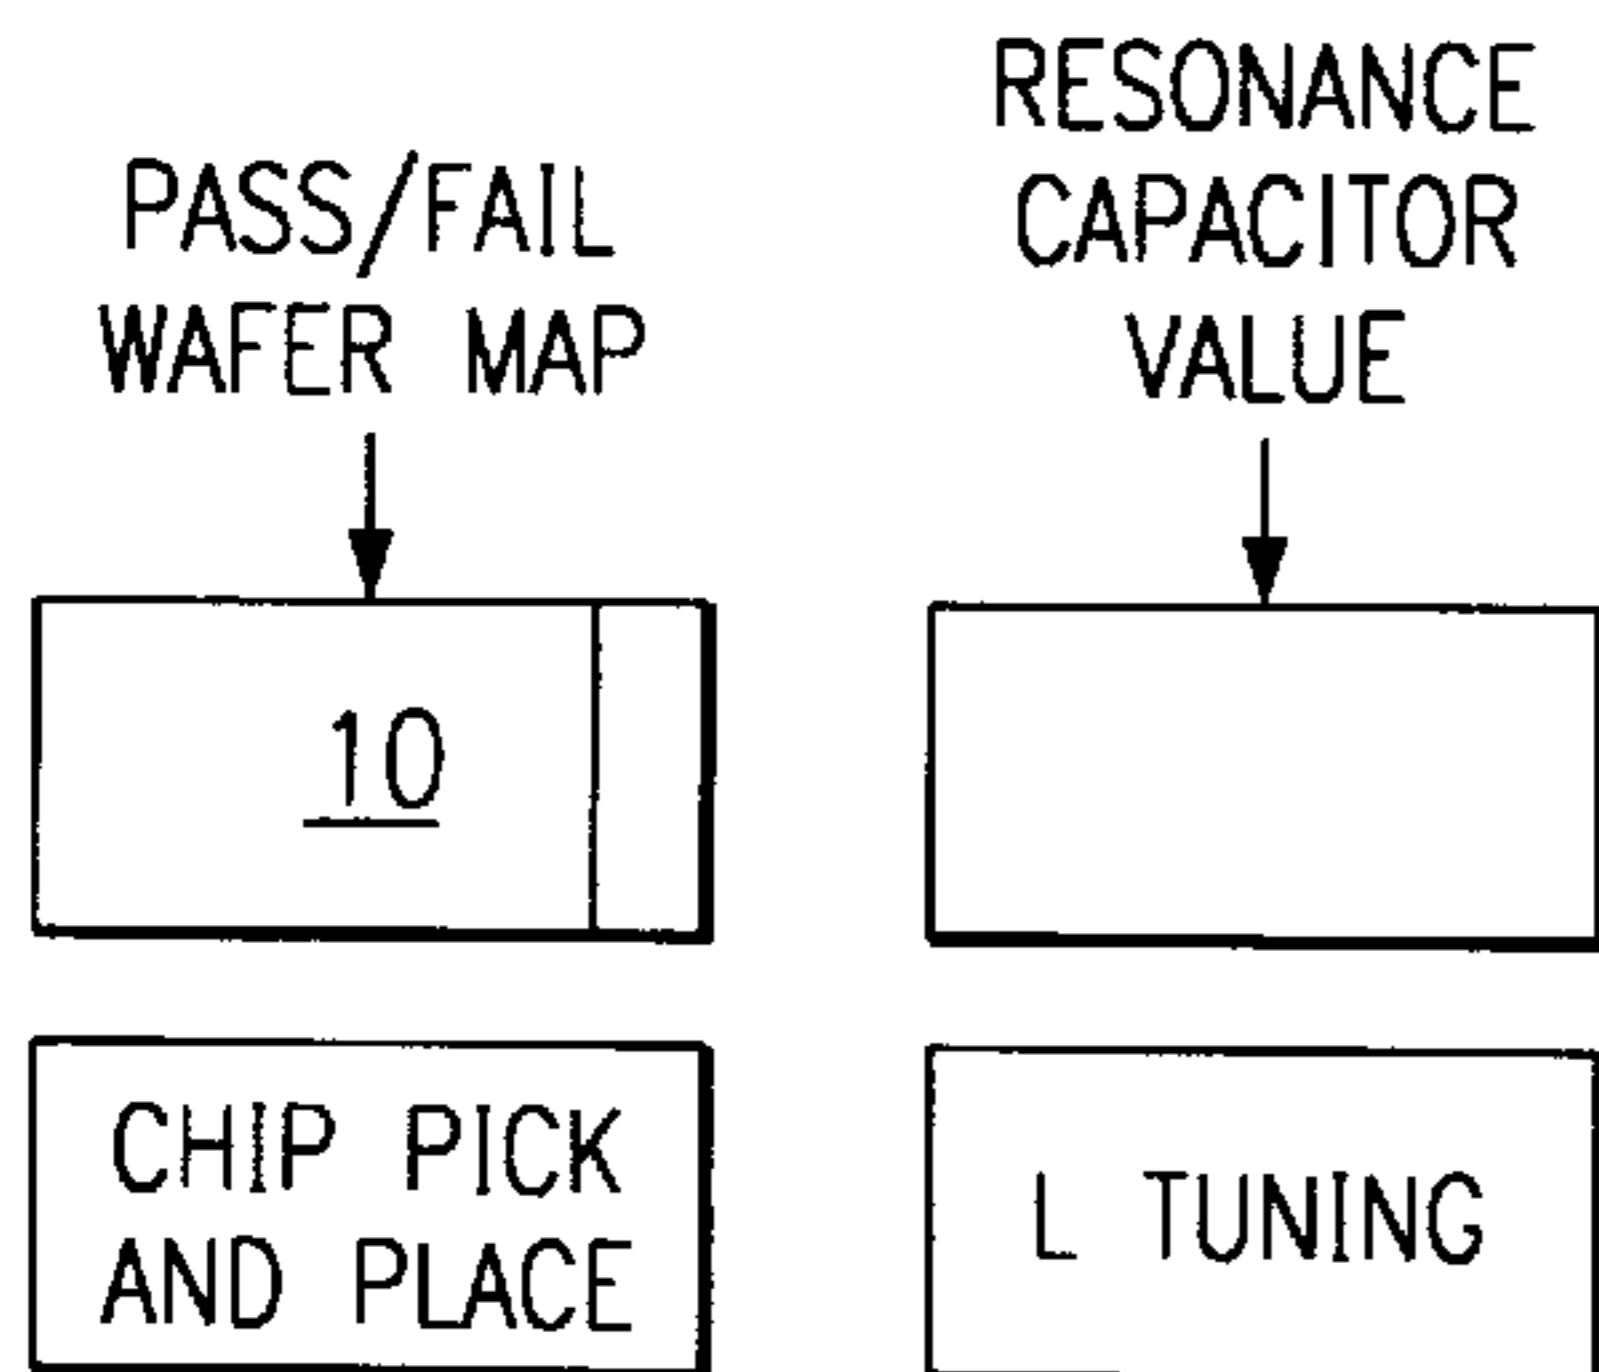 PASS/FAIL
WAFER MAP
RESONANCE
CAPACITOR
VALUE
10
CHIP PICK
AND PLACE
L TUNING